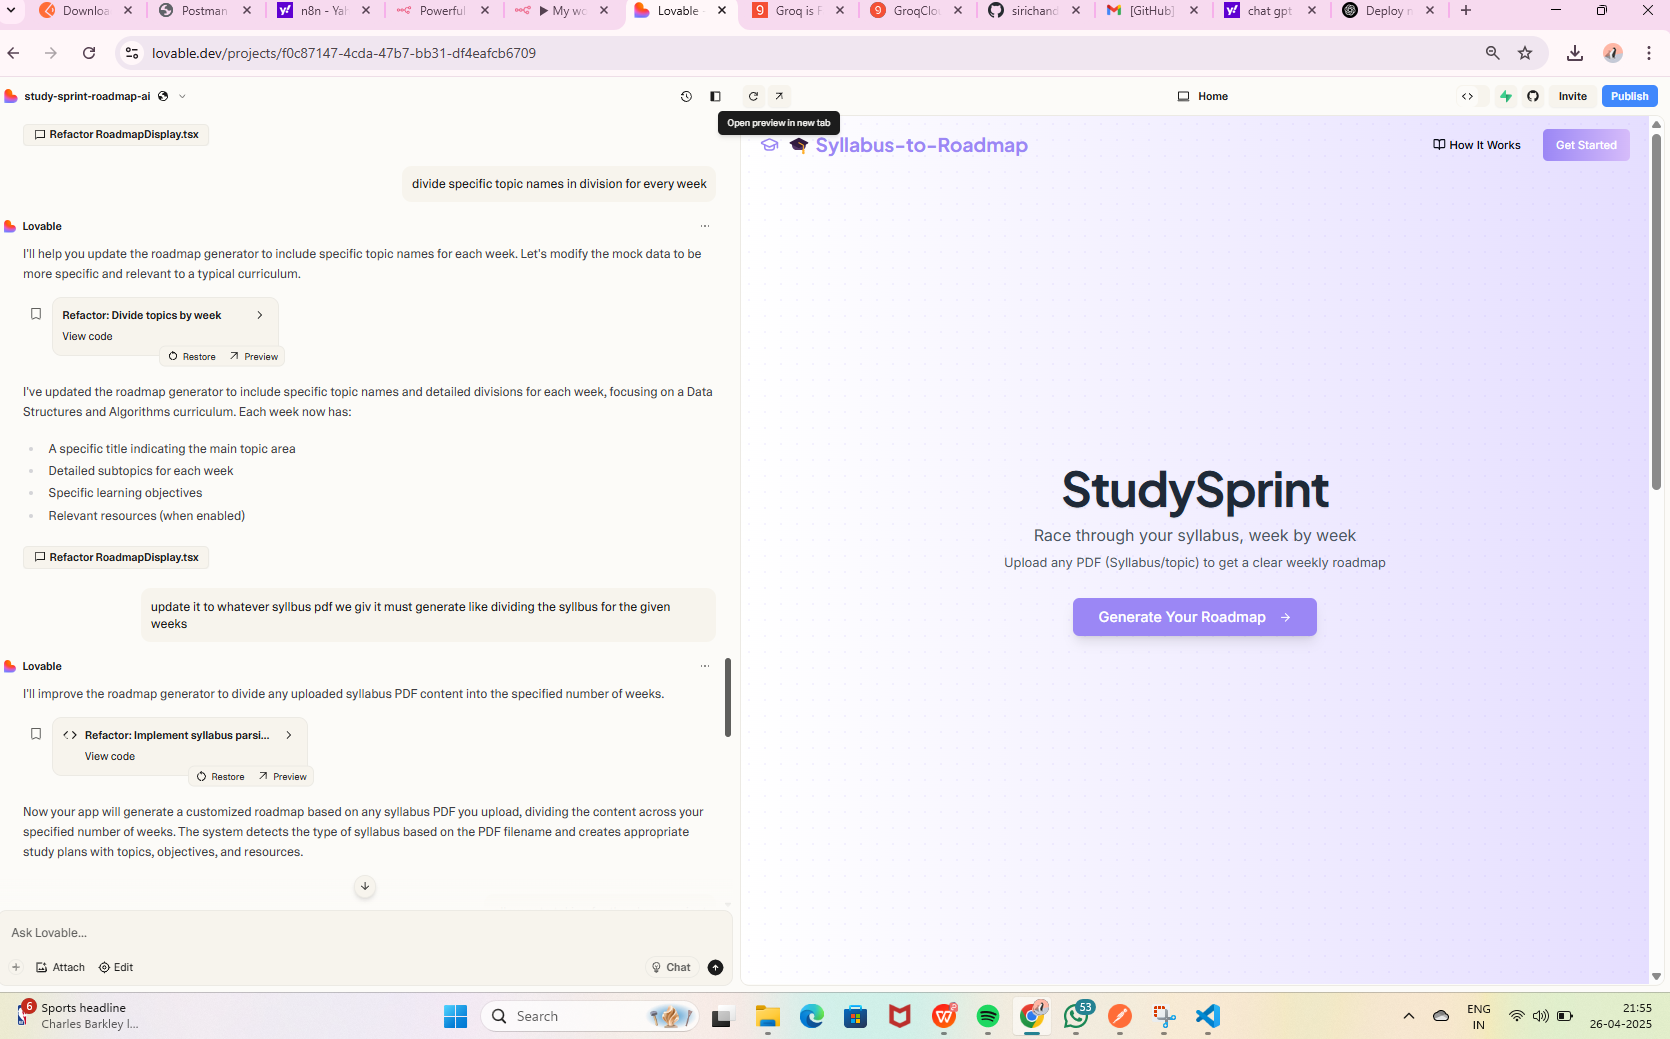 Downloa
Postman
n8n - Yah
Powerful
My wo
Lovable
Groq is F
GroqClou
sirichand
[GitHub]
chat gpt
Deploy n
lovable.dev/projects/f0c87147-4cda-47b7-bb31-df4eafcb6709
study-sprint-roadmap-ai
Home
Invite
Publish
Open preview in new tab
Refactor RoadmapDisplay.tsx
divide specific topic names in division for every week
Lovable
I'll help you update the roadmap generator to include specific topic names for each week. Let's modify the mock data to be
more specific and relevant to a typical curriculum.
Refactor: Divide topics by week
View code
Restore
Preview
I've updated the roadmap generator to include specific topic names and detailed divisions for each week, focusing on a Data
Structures and Algorithms curriculum. Each week now has:
A specific title indicating the main topic area
Detailed subtopics for each week
Specific learning objectives
Relevant resources (when enabled)
Refactor RoadmapDisplay.tsx
update it to whatever syllbus pdf we giv it must generate like dividing the syllbus for the given
weeks
Lovable
I'll improve the roadmap generator to divide any uploaded syllabus PDF content into the specified number of weeks.
Refactor: Implement syllabus parsi...
View code
Restore
Preview
Now your app will generate a customized roadmap based on any syllabus PDF you upload, dividing the content across your
specified number of weeks. The system detects the type of syllabus based on the PDF filename and creates appropriate
study plans with topics, objectives, and resources.
Ask Lovable...
Attach
Edit
Chat
Syllabus-to-Roadmap
How It Works
Get Started
StudySprint
Race through your syllabus, week by week
Upload any PDF (Syllabus/topic) to get a clear weekly roadmap
Generate Your Roadmap
6
Sports headline
Charles Barkley l...
Search
53
ENG
IN
21:55
26-04-2025